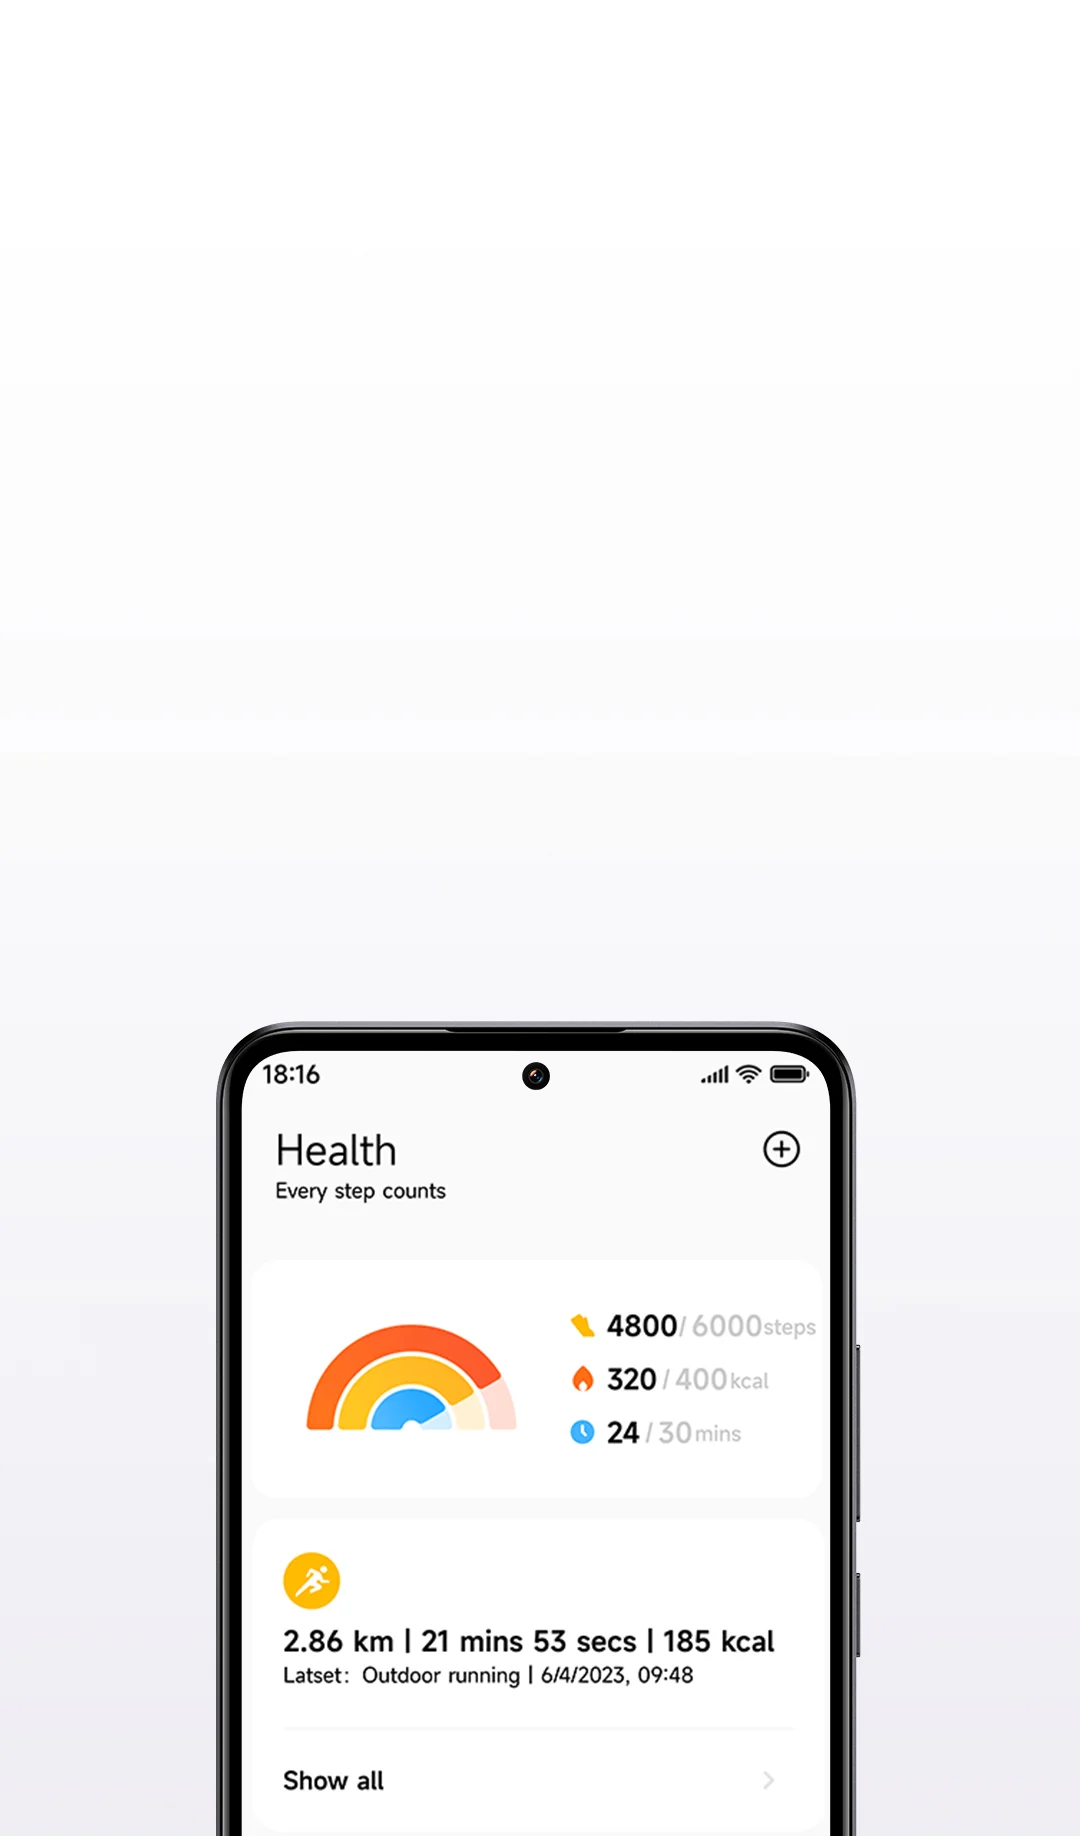 18:16
Health
Every step counts
4800/ 6000steps
320 / 400kcal
24 / 30mins
2.86 km | 21 mins 53 secs | 185 kcal
Latset: Outdoor running | 6/4/2023, 09:48
Show all